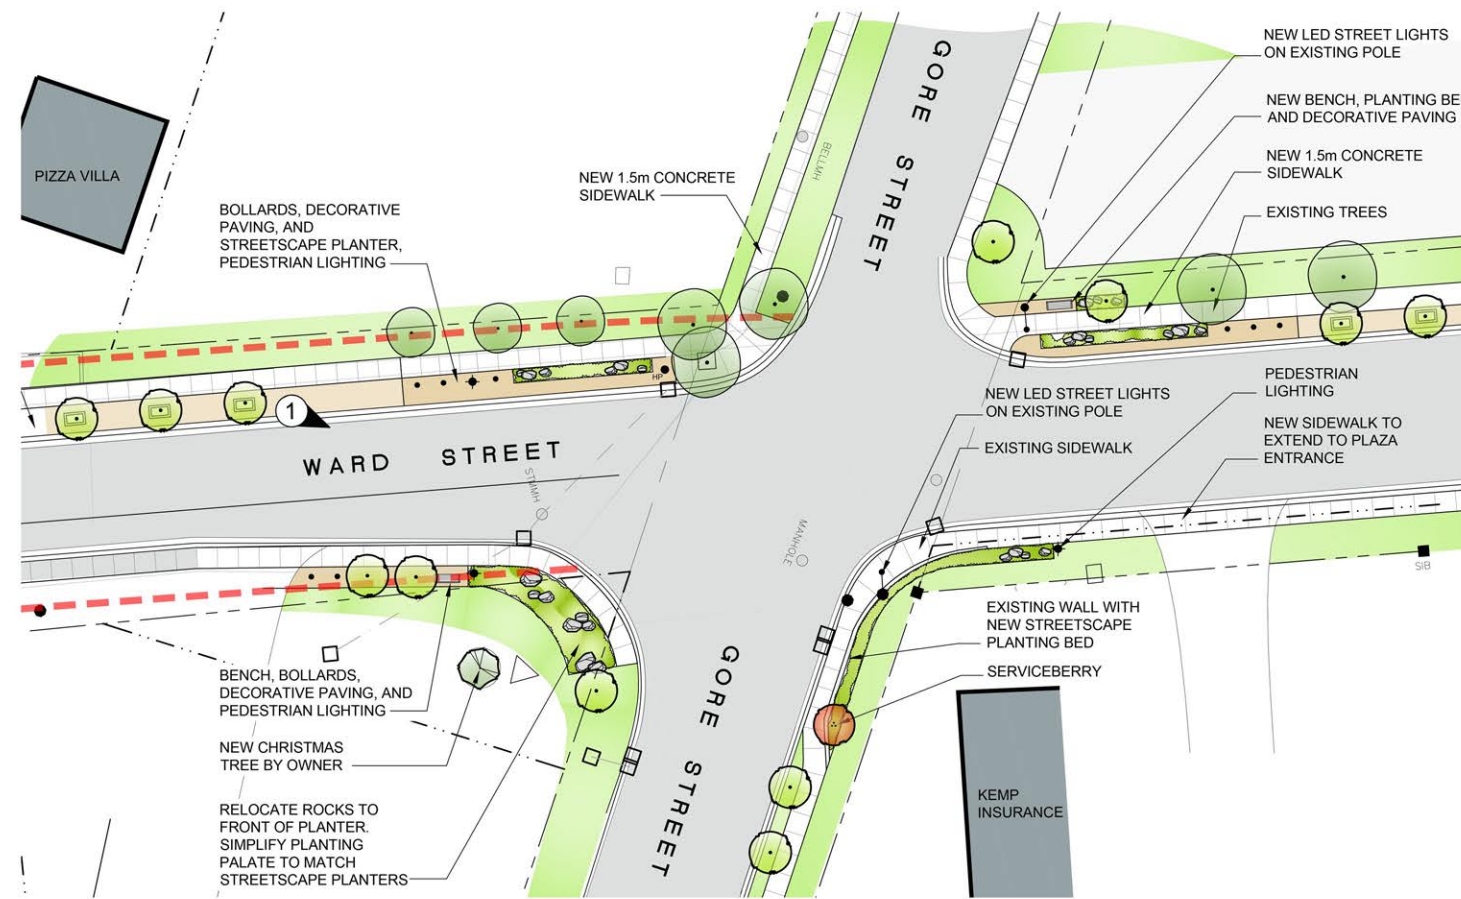 GORE STREET
NEW LED STREET LIGHTS
ON EXISTING POLE
NEW BENCH, PLANTING BE
AND DECORATIVE PAVING
NEW 1.5m CONCRETE
SIDEWALK
EXISTING TREES
PIZZA VILLA
BELLMH
NEW 1.5m CONCRETE
SIDEWALK
BOLLARDS, DECORATIVE
PAVING, AND
STREETSCAPE PLANTER,
PEDESTRIAN LIGHTING
HP
1
WARD STREET
STMMH
MANHOLE
NEW LED STREET LIGHTS
ON EXISTING POLE
EXISTING SIDEWALK
PEDESTRIAN
LIGHTING
NEW SIDEWALK TO
EXTEND TO PLAZA
ENTRANCE
SIB
EXISTING WALL WITH
NEW STREETSCAPE
PLANTING BED
SERVICEBERRY
BENCH, BOLLARDS,
DECORATIVE PAVING, AND
PEDESTRIAN LIGHTING
NEW CHRISTMAS
TREE BY OWNER
RELOCATE ROCKS TO
FRONT OF PLANTER.
SIMPLIFY PLANTING
PALATE TO MATCH
STREETSCAPE PLANTERS
GORE STREET
KEMP
INSURANCE